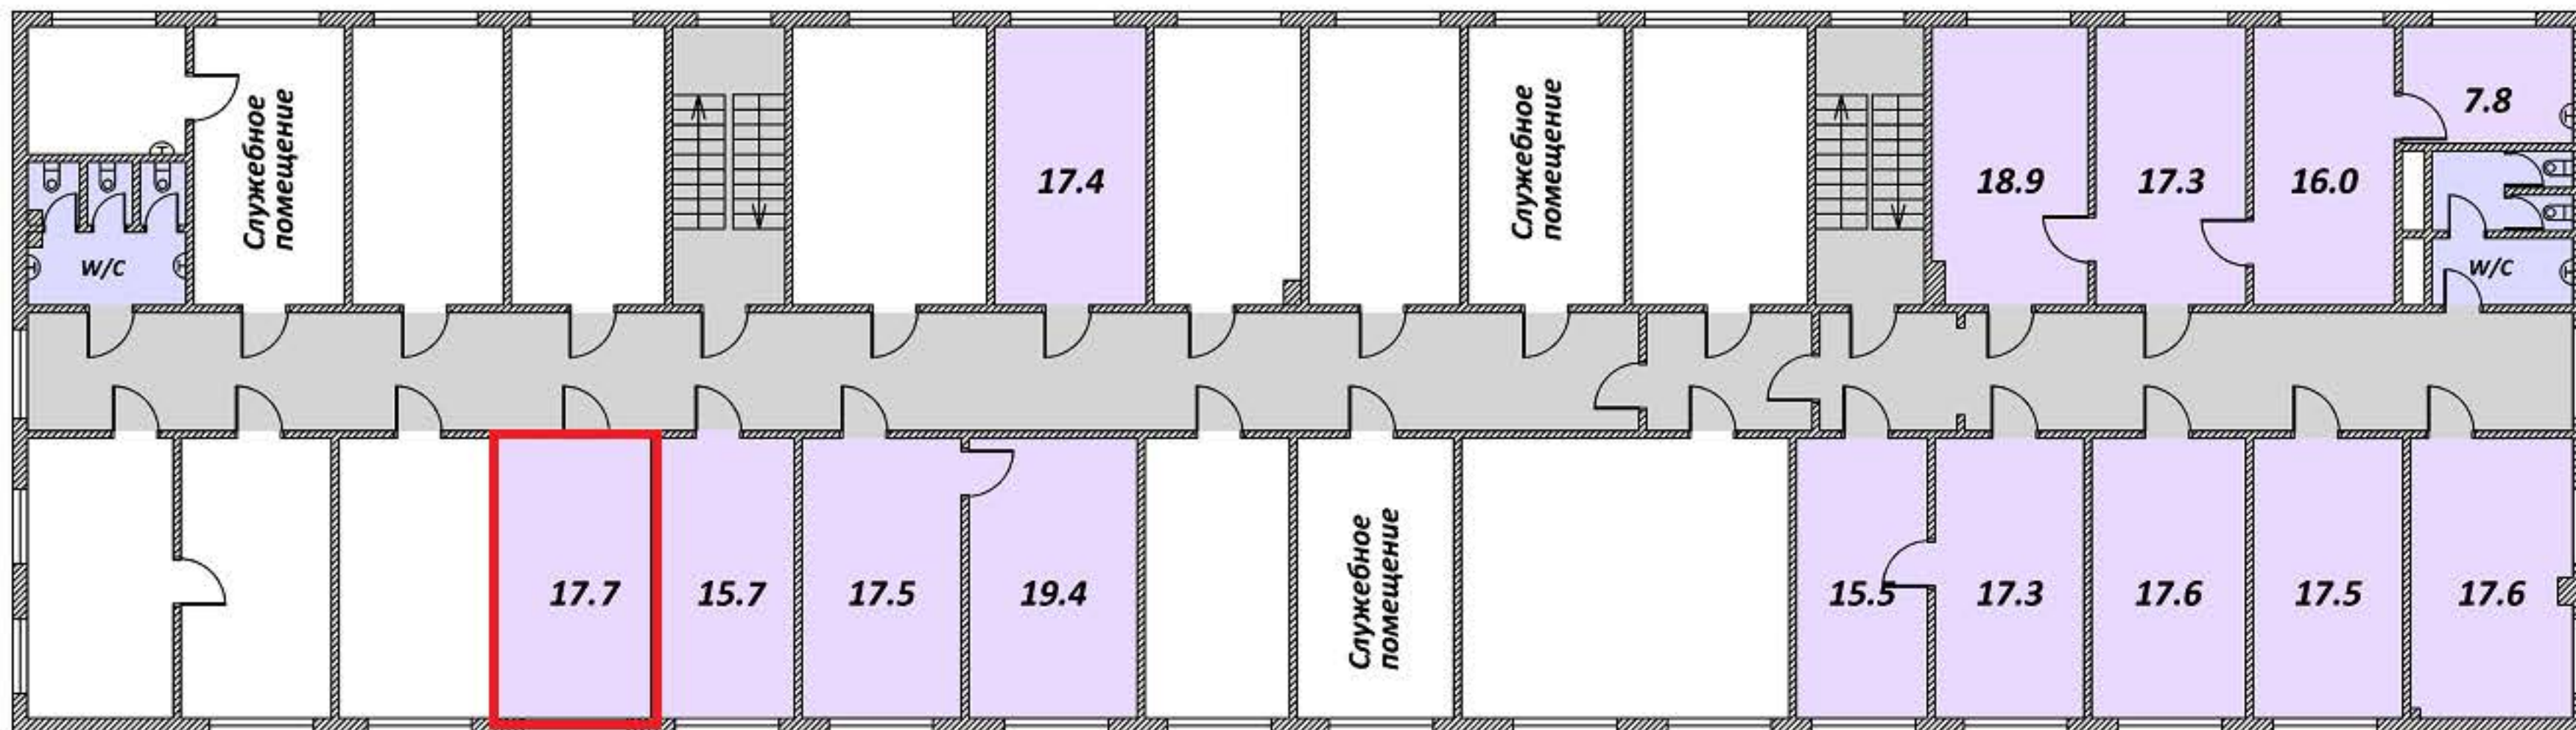 Служебное
помещение
W/C
17.4
Служебное
помещение
18.9
17.3
16.0
7.8
W/C
17.7
15.7
17.5
19.4
Служебное
помещение
15.5
17.3
17.6
17.5
17.6